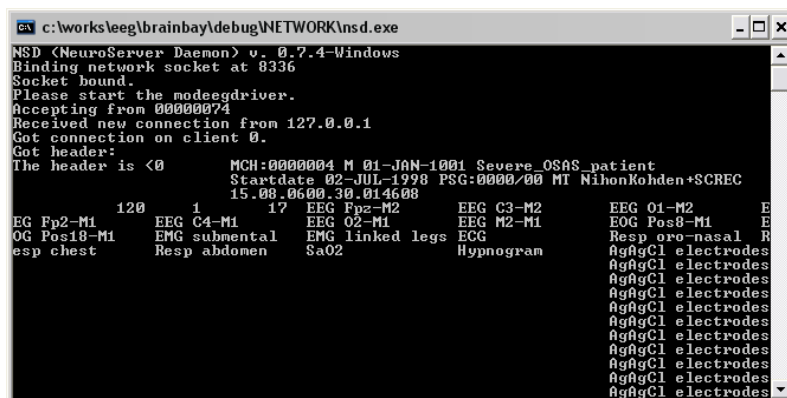 c:\works\eeg\brainbay\debug\NETWORK\nsd.exe
NSD (NeuroServer Daemon) v. 0.7.4-Windows
Binding network socket at 8336
Socket bound.
Please start the modeegdriver.
Accepting from 00000074
Received new connection from 127.0.0.1
Got connection on client 0.
Got header:
The header is <0       MCH:0000004 M 01-JAN-1001 Severe_OSAS_patient
Startdate 02-JUL-1998 PSG:0000/00 MT NihonKohden+SCREC
15.08.0600.30.014608
120     1       17  EEG Fpz-M2      EEG C3-M2       EEG O1-M2       E
EG Fp2-M1     EEG C4-M1       EEG O2-M1       EEG M2-M1       EOG Pos8-M1     E
OG Pos18-M1     EMG submental   EMG linked legs ECG             Resp oro-nasal  R
esp chest       Resp abdomen    SaO2            Hypnogram       AgAgCl electrodes
AgAgCl electrodes
AgAgCl electrodes
AgAgCl electrodes
AgAgCl electrodes
AgAgCl electrodes
AgAgCl electrodes
AgAgCl electrodes
AgAgCl electrodes
AgAgCl electrodes
AgAgCl electrodes